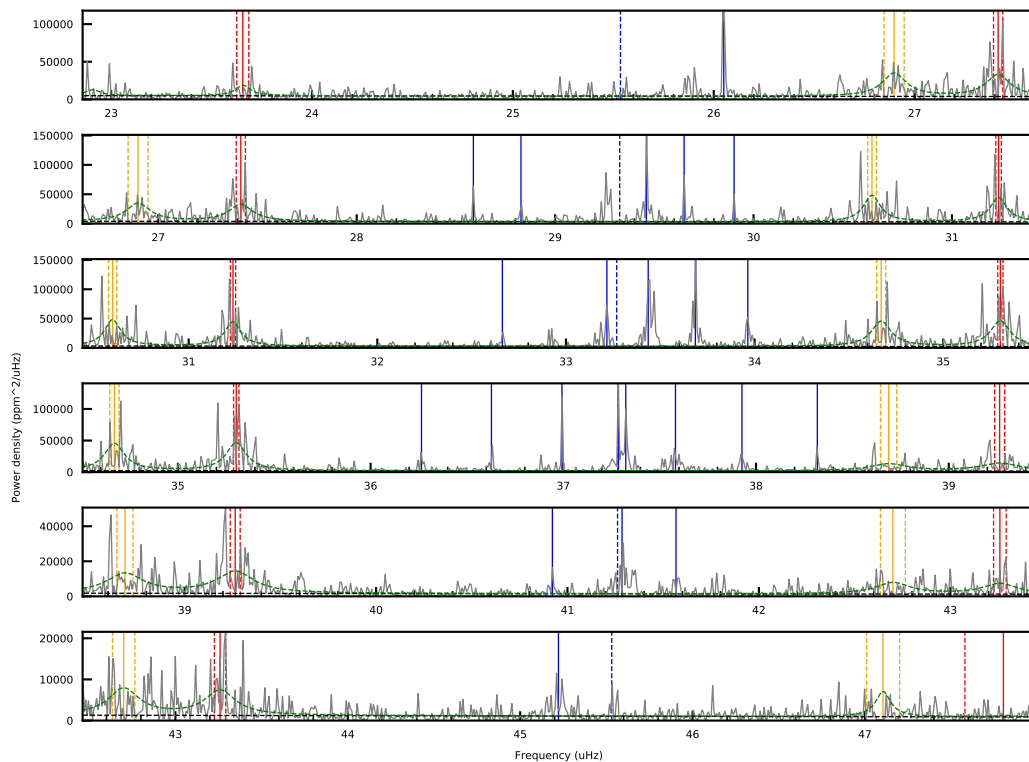 100000
50000
0
23 24 25 26 27
150000
100000
50000
0
27 28 29 30 31
150000
100000
50000
0
31 32 33 34 35
100000
50000
0
35 36 37 38 39
40000
20000
0
39 40 41 42 43
20000
10000
0
43 44 45 46 47
Power density (ppm^2/uHz)
Frequency (uHz)